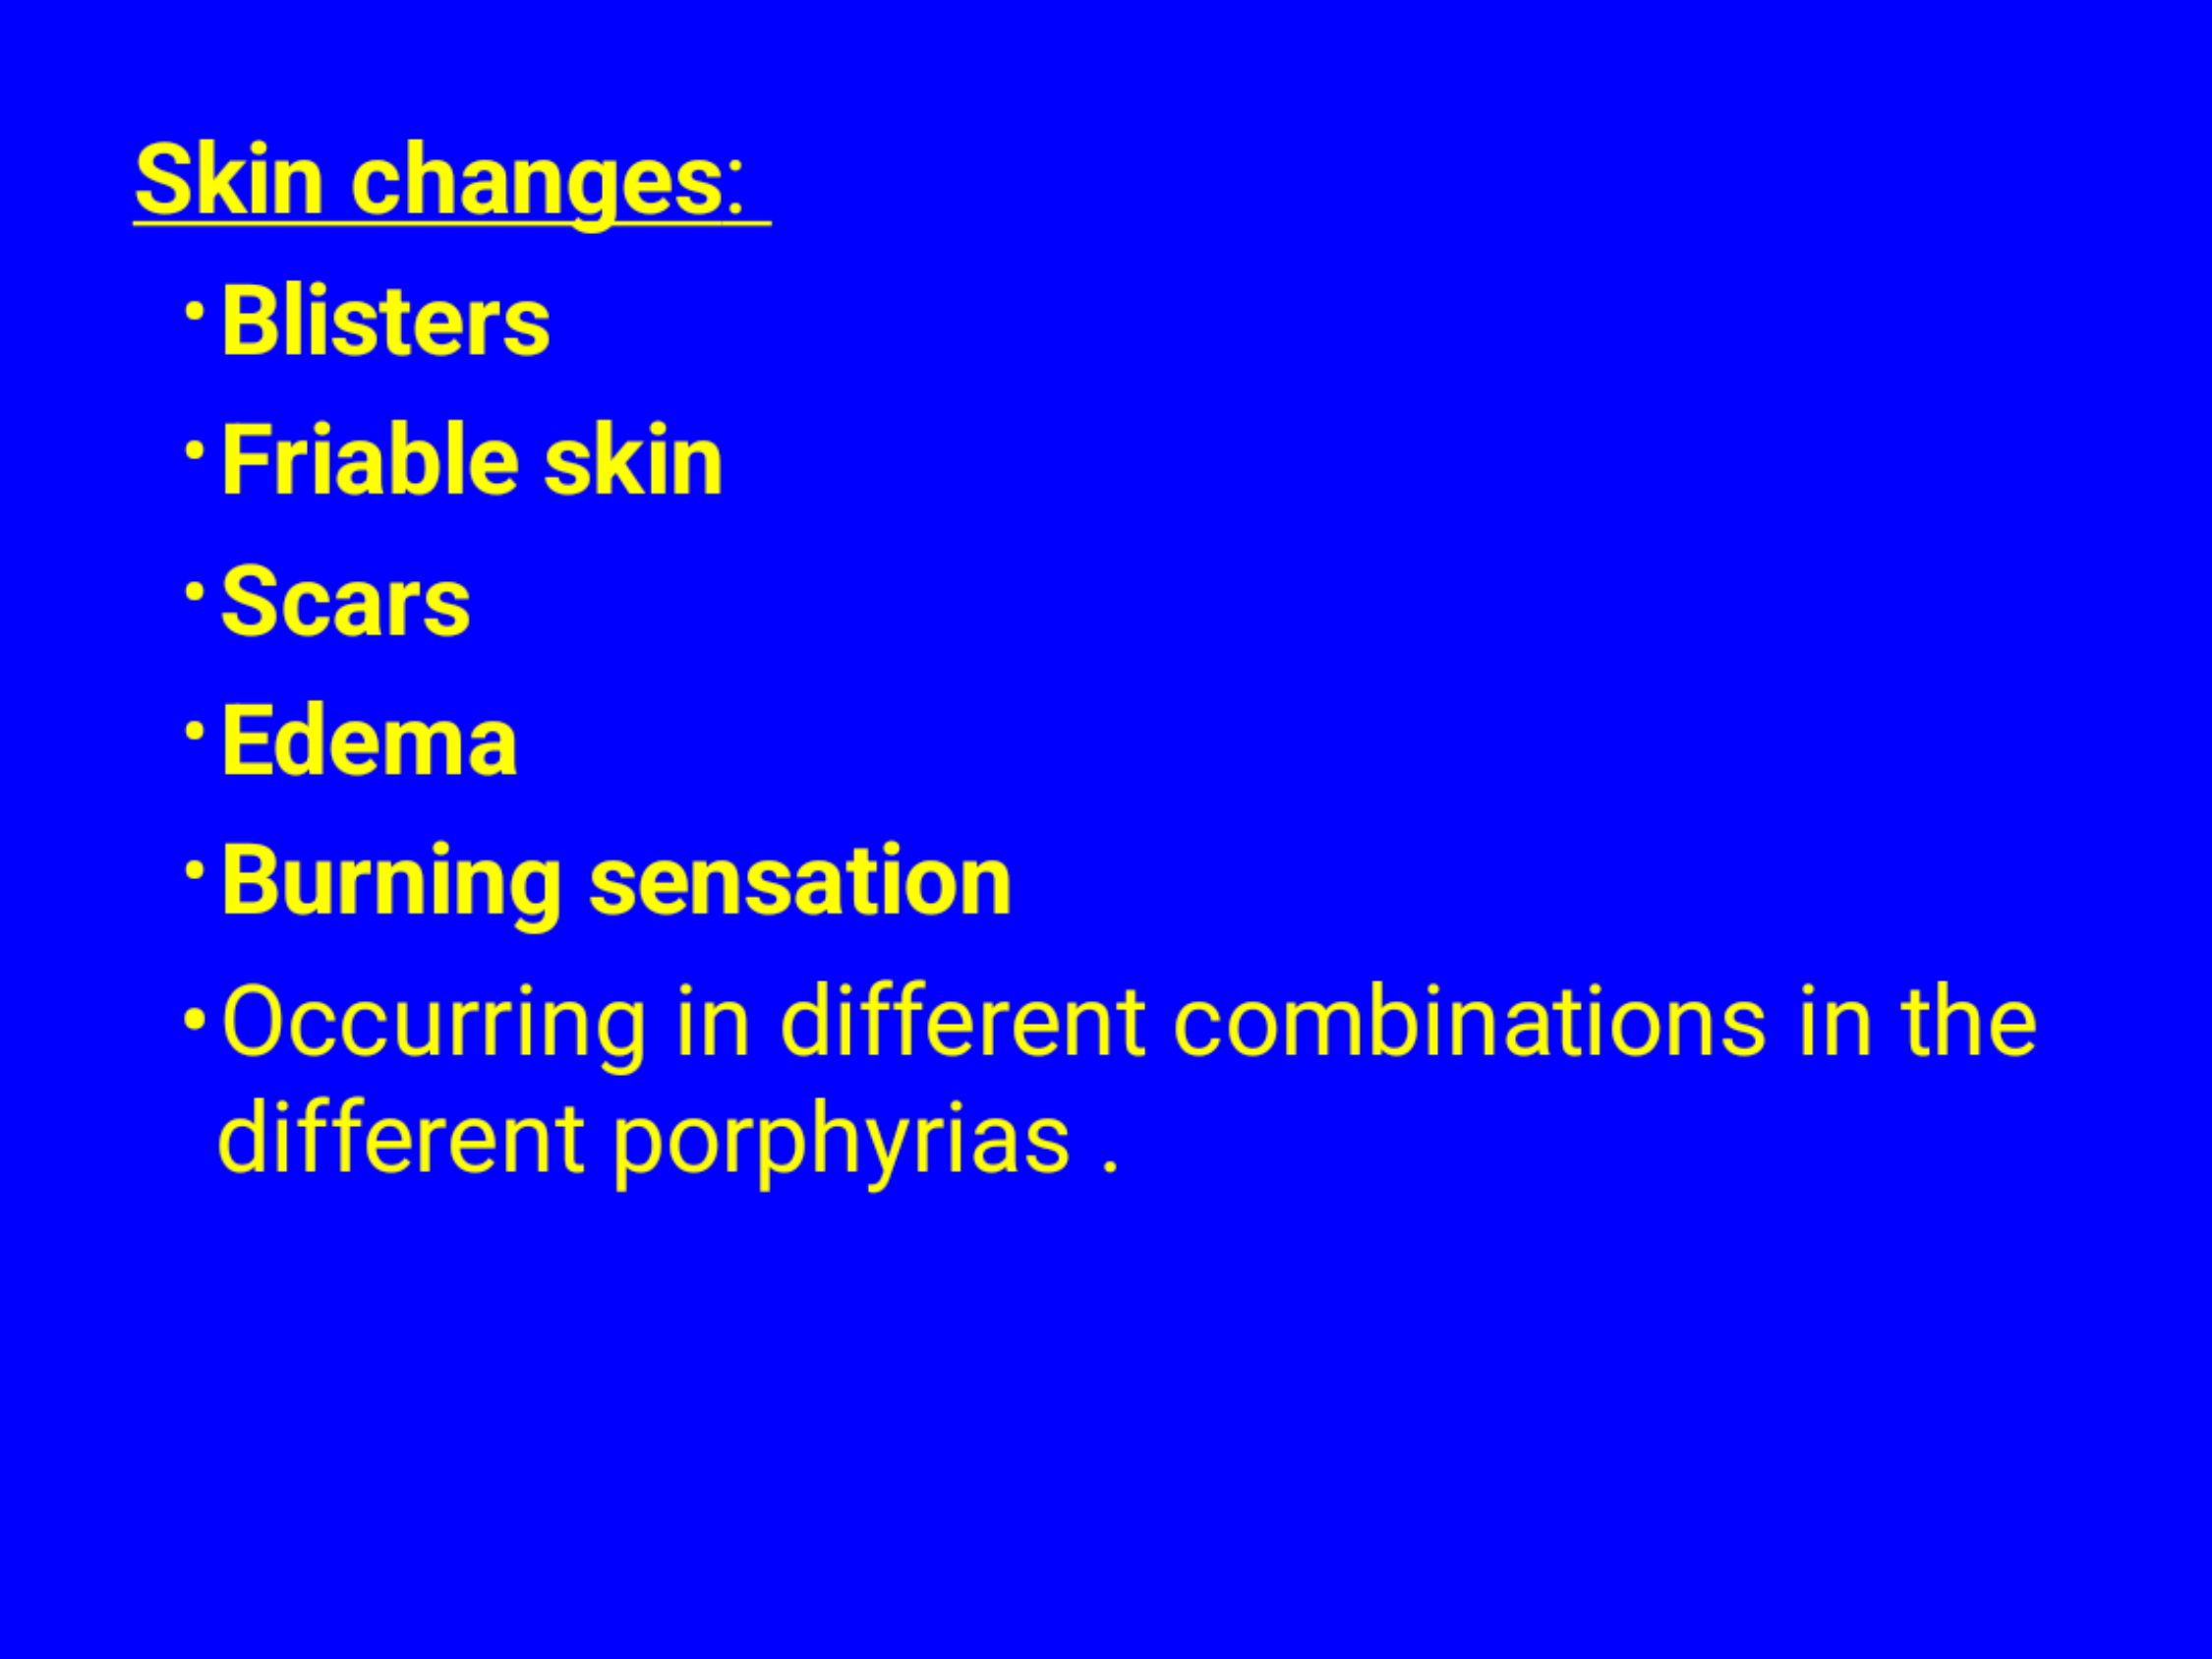 Skin changes:
• Blisters
• Friable skin
• Scars
• Edema
• Burning sensation
• Occurring in different combinations in the
different porphyrias .